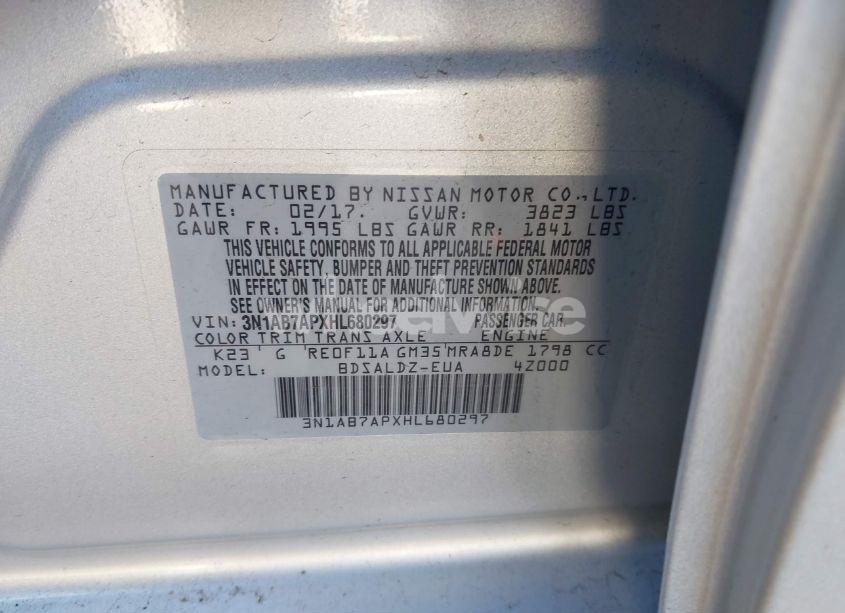 MANUFACTURED BY NISSAN MOTOR CO.,LTD.
DATE: 02/17. GVWR: 3823 LBS
GAWR FR: 1995 LBS GAWR RR: 1841 LBS
THIS VEHICLE CONFORMS TO ALL APPLICABLE FEDERAL MOTOR
VEHICLE SAFETY, BUMPER AND THEFT PREVENTION STANDARDS
IN EFFECT ON THE DATE OF MANUFACTURE SHOWN ABOVE.
SEE OWNER'S MANUAL FOR ADDITIONAL INFORMATION.
VIN: 3N1AB7APXHL680297 PASSENGER CAR.
COLOR TRIM TRANS AXLE ENGINE
K23 G RE0F11A GM35 MRA8DE 1798 CC
MODEL: BDSALDZ-EUA 4Z000
3N1AB7APXHL680297